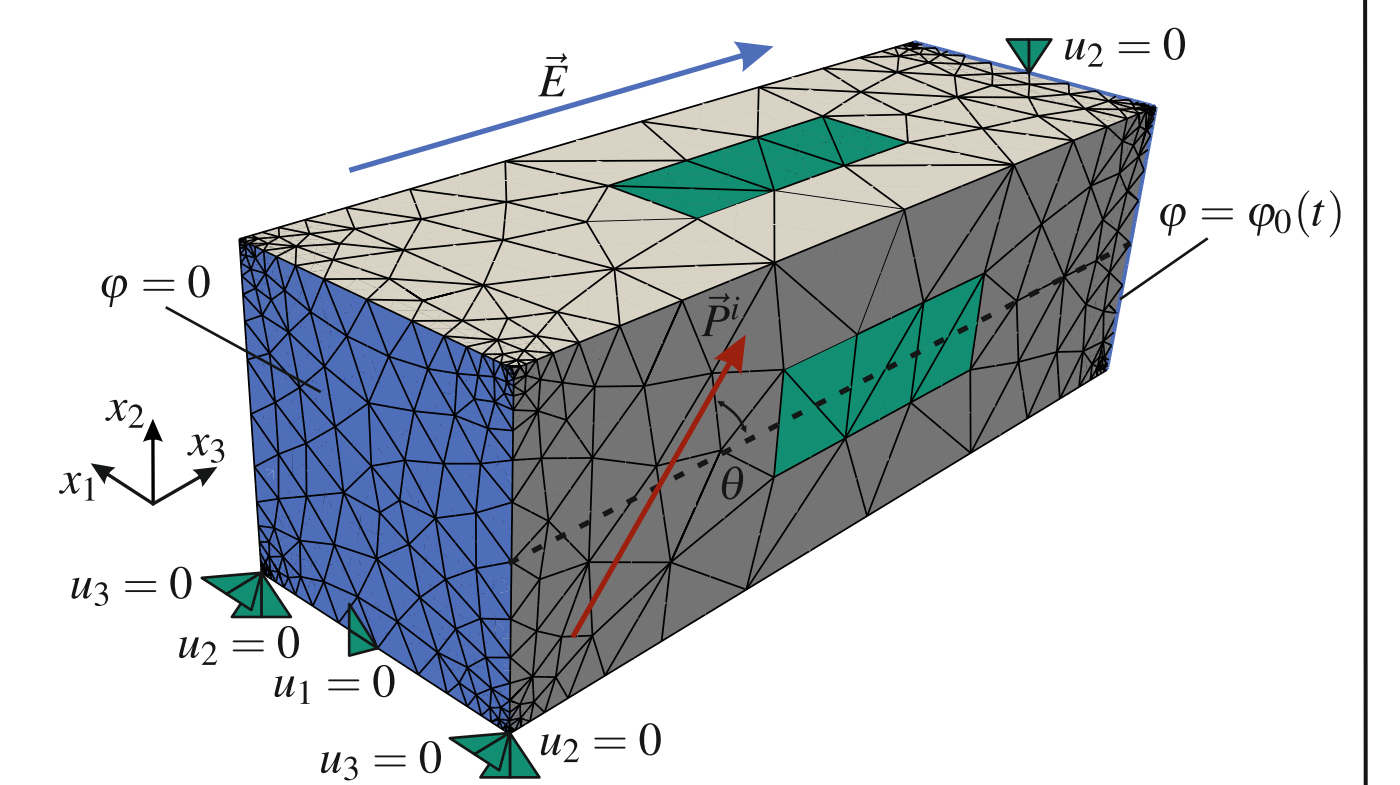 u₂ = 0
E⃗
φ = φ₀(t)
φ = 0
P⃗ⁱ
x₂
x₃
x₁
θ
u₃ = 0
u₂ = 0
u₁ = 0
u₂ = 0
u₃ = 0